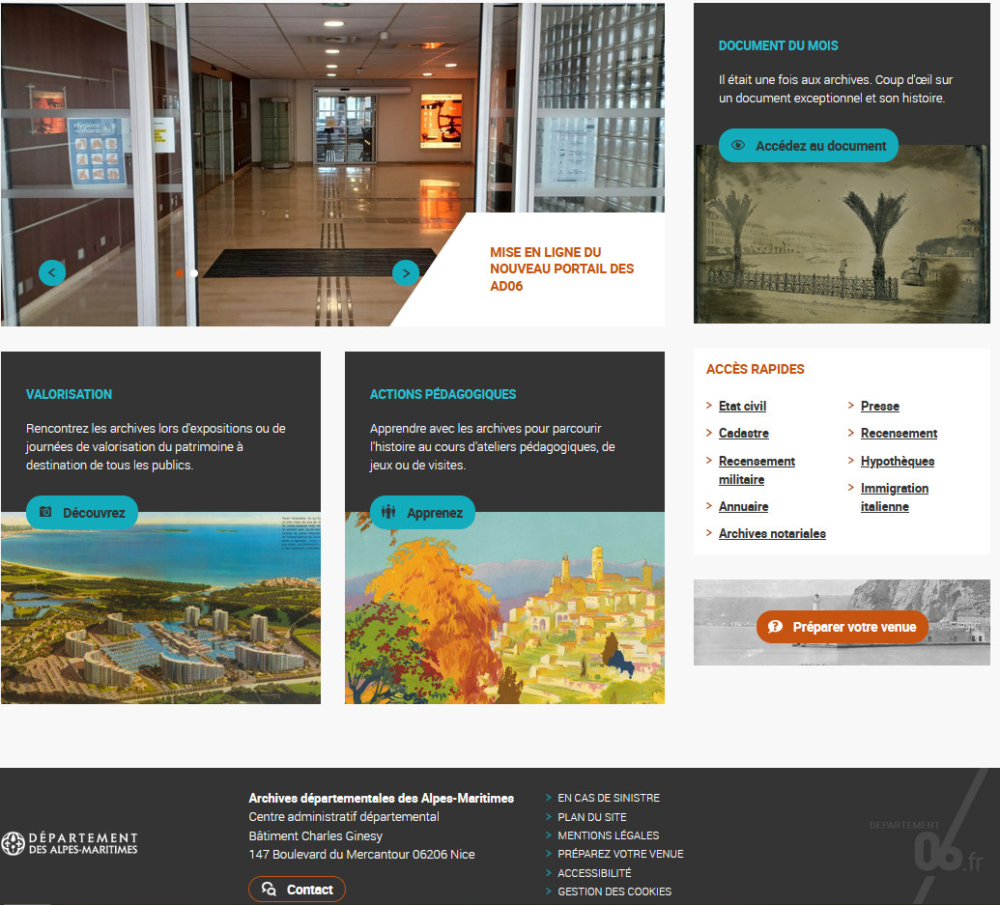 Hygiène
des mains
MISE EN LIGNE DU
NOUVEAU PORTAIL DES
AD06
DOCUMENT DU MOIS
Il était une fois aux archives. Coup d'œil sur
un document exceptionnel et son histoire.
Accédez au document
VALORISATION
Rencontrez les archives lors d'expositions ou de
journées de valorisation du patrimoine à
destination de tous les publics.
Découvrez
ACTIONS PÉDAGOGIQUES
Apprendre avec les archives pour parcourir
l'histoire au cours d'ateliers pédagogiques, de
jeux ou de visites.
Apprenez
ACCÈS RAPIDES
> Etat civil
> Cadastre
> Recensement
militaire
> Annuaire
> Archives notariales
> Presse
> Recensement
> Hypothèques
> Immigration
italienne
Préparer votre venue
DÉPARTEMENT
DES ALPES-MARITIMES
Archives départementales des Alpes-Maritimes
Centre administratif départemental
Bâtiment Charles Ginesy
147 Boulevard du Mercantour 06206 Nice
Contact
> EN CAS DE SINISTRE
> PLAN DU SITE
> MENTIONS LÉGALES
> PRÉPAREZ VOTRE VENUE
> ACCESSIBILITÉ
> GESTION DES COOKIES
DEPARTEMENT
06.fr